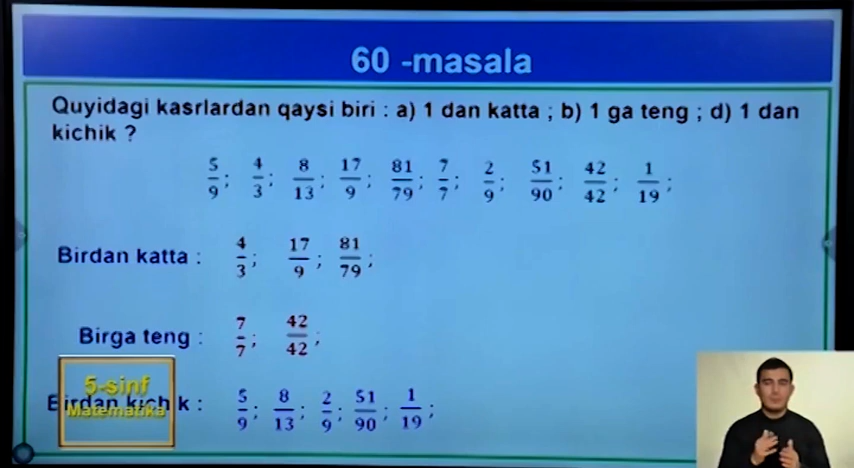 60 -masala
Quyidagi kasrlardan qaysi biri : a) 1 dan katta ; b) 1 ga teng ; d) 1 dan
kichik ?
5/9; 4/3; 8/13; 17/9; 81/79; 7/7; 2/9; 51/90; 42/42; 1/19;
Birdan katta : 4/3; 17/9; 81/79;
Birga teng : 7/7; 42/42;
5-sinf
Matematika
Birdan kichik : 5/9; 8/13; 2/9; 51/90; 1/19;